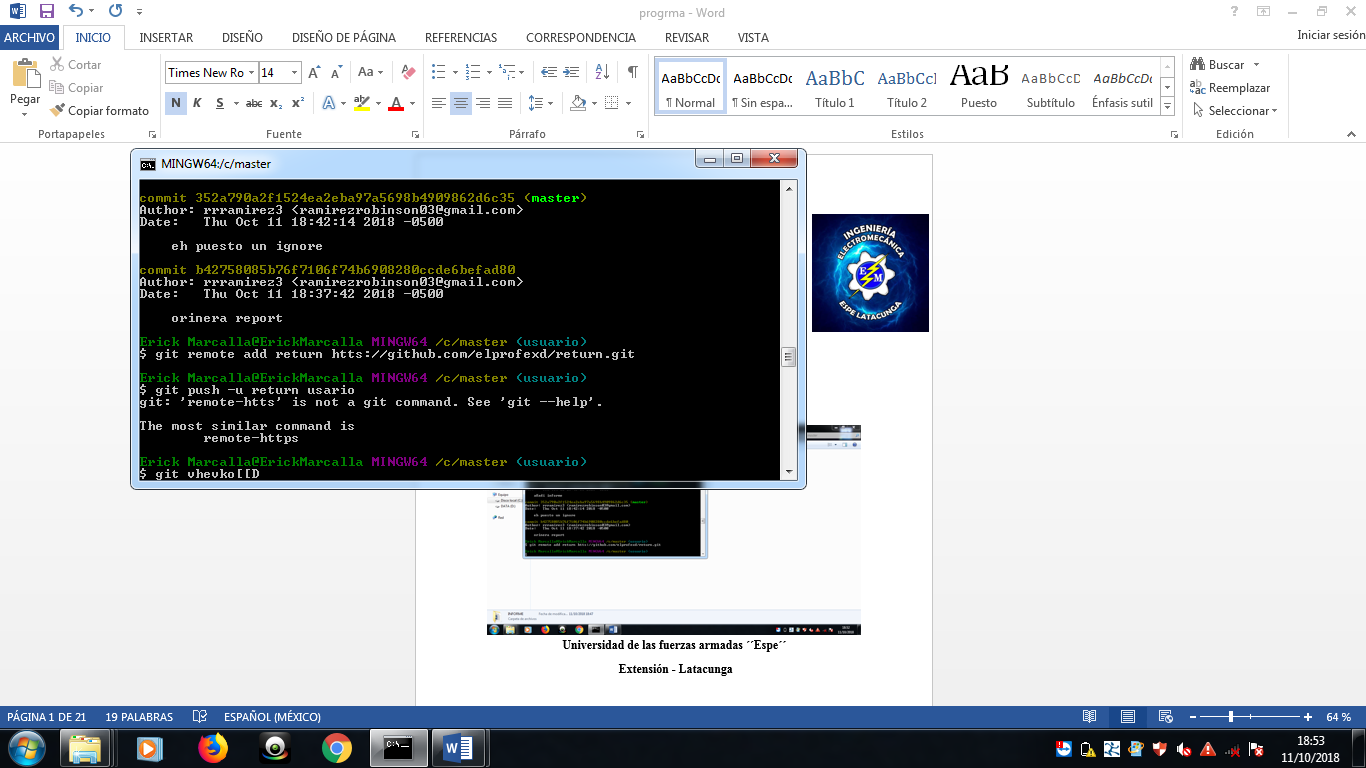 progrma - Word
ARCHIVO INICIO INSERTAR DISEÑO DISEÑO DE PÁGINA REFERENCIAS CORRESPONDENCIA REVISAR VISTA Iniciar sesión
Pegar
Cortar
Copiar
Copiar formato
Portapapeles
Times New Ro 14
N K S abc x₂ x²
Fuente
Párrafo
AaBbCcDc AaBbCcDc AaBbC AaBbCcI AaB AaBbCcD AaBbCcDc
¶ Normal ¶ Sin espa... Título 1 Título 2 Puesto Subtítulo Énfasis sutil
Estilos
Buscar
Reemplazar
Seleccionar
Edición
MINGW64:/c/master
commit 352a790a2f1524ea2eba97a5698b4909862d6c35 (master)
Author: rrramirez3 <ramirezrobinson03@gmail.com>
Date: Thu Oct 11 18:42:14 2018 -0500
eh puesto un ignore
commit b42758085b76f7106f74b6908280ccde6befad80
Author: rrramirez3 <ramirezrobinson03@gmail.com>
Date: Thu Oct 11 18:37:42 2018 -0500
orinera report
Erick Marcalla@ErickMarcalla MINGW64 /c/master (usuario)
$ git remote add return htts://github.com/elprofexd/return.git
Erick Marcalla@ErickMarcalla MINGW64 /c/master (usuario)
$ git push -u return usario
git: 'remote-htts' is not a git command. See 'git --help'.
The most similar command is
remote-https
Erick Marcalla@ErickMarcalla MINGW64 /c/master (usuario)
$ git vhevko[[D
INGENIERÍA
ELECTROMECÁNICA
E M
ESPE LATACUNGA
Universidad de las fuerzas armadas ´´Espe´´
Extensión - Latacunga
PÁGINA 1 DE 21 19 PALABRAS ESPAÑOL (MÉXICO) 64 %
18:53
11/10/2018